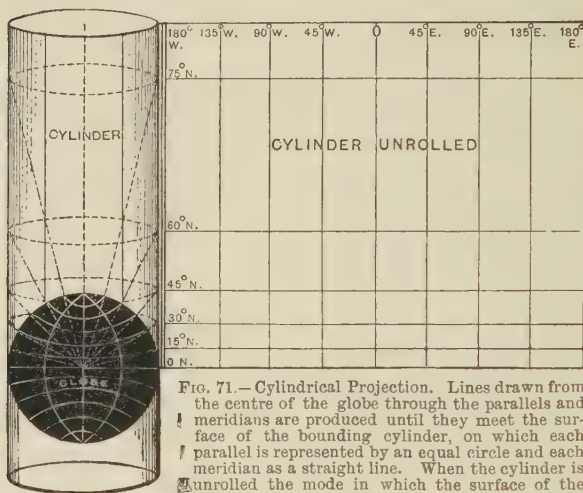 180° 135°W. 90°W. 45°W. 0 45°E. 90°E. 135°E. 180°
W. E.
75°N.
CYLINDER
CYLINDER UNROLLED
60°N.
45°N.
30°N.
15°N.
0 N.
GLOBE
FIG. 71.—Cylindrical Projection. Lines drawn from
the centre of the globe through the parallels and
meridians are produced until they meet the sur-
face of the bounding cylinder, on which each
parallel is represented by an equal circle and each
meridian as a straight line. When the cylinder is
unrolled the mode in which the surface of the